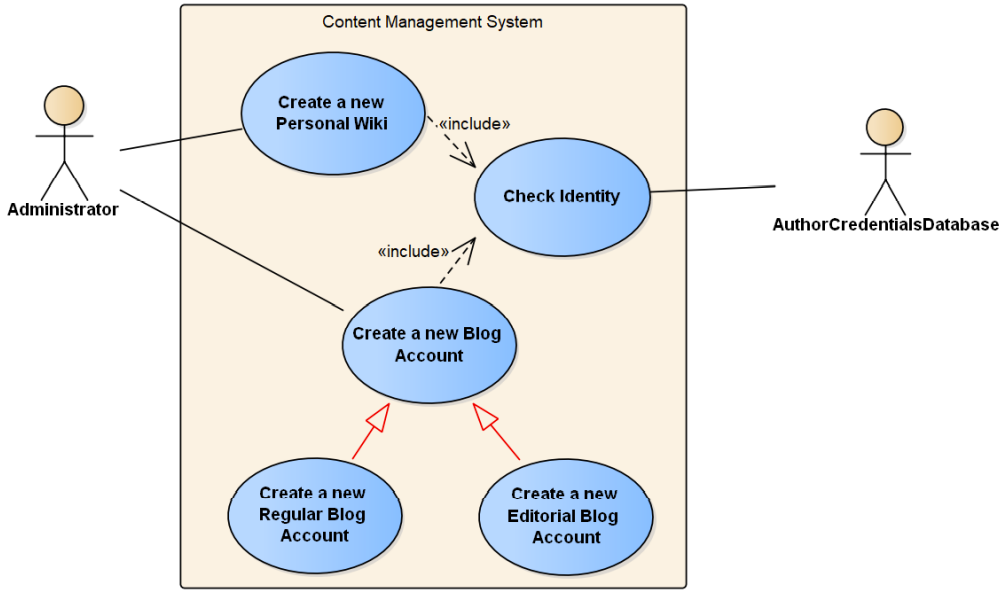 Content Management System
Create a new
Personal Wiki
«include»
Check Identity
Administrator
AuthorCredentialsDatabase
«include»
Create a new Blog
Account
Create a new
Regular Blog
Account
Create a new
Editorial Blog
Account